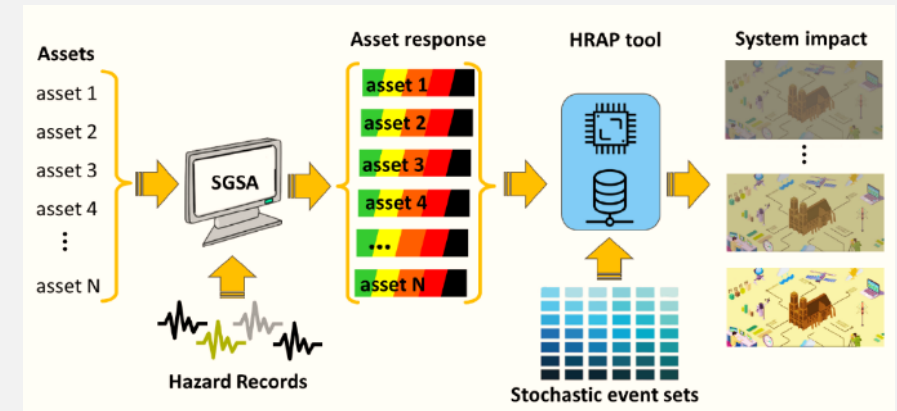 Assets
asset 1
asset 2
asset 3
asset 4
⋮
asset N
SGSA
Hazard Records
Asset response
asset 1
asset 2
asset 3
asset 4
...
asset N
HRAP tool
Stochastic event sets
System impact
⋮